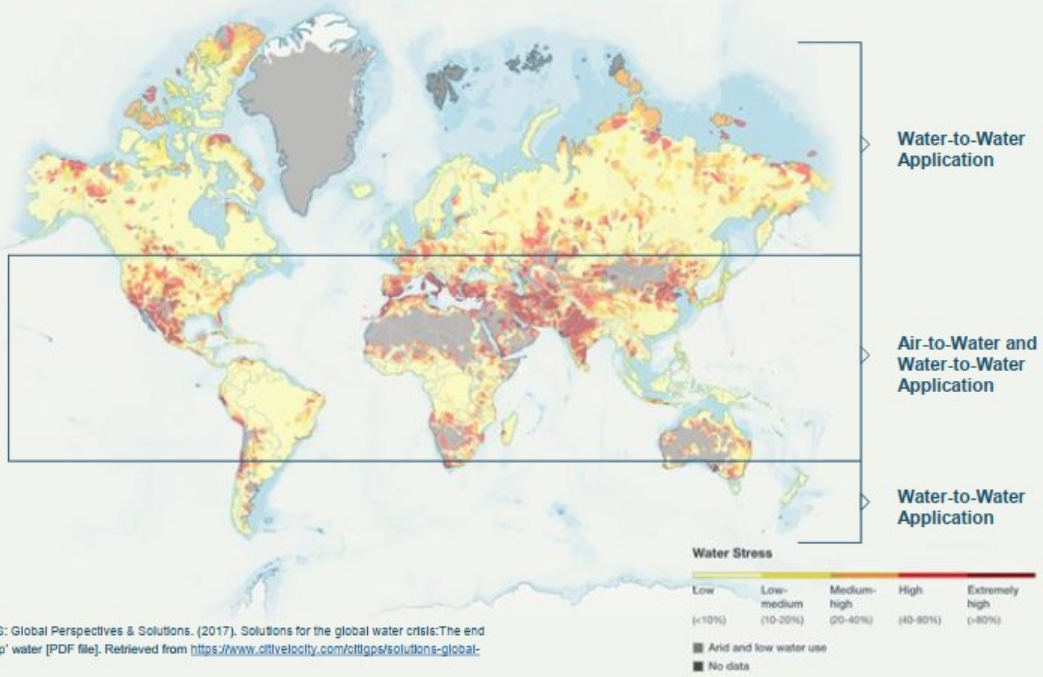 Water-to-Water
Application
Air-to-Water and
Water-to-Water
Application
Water-to-Water
Application
Water Stress
Low
(<10%)
Low-
medium
(10-20%)
Medium-
high
(20-40%)
High
(40-80%)
Extremely
high
(>80%)
Arid and low water use
No data
S: Global Perspectives & Solutions. (2017). Solutions for the global water crisis:The end
p' water [PDF file]. Retrieved from https://www.citivelocity.com/citigps/solutions-global-